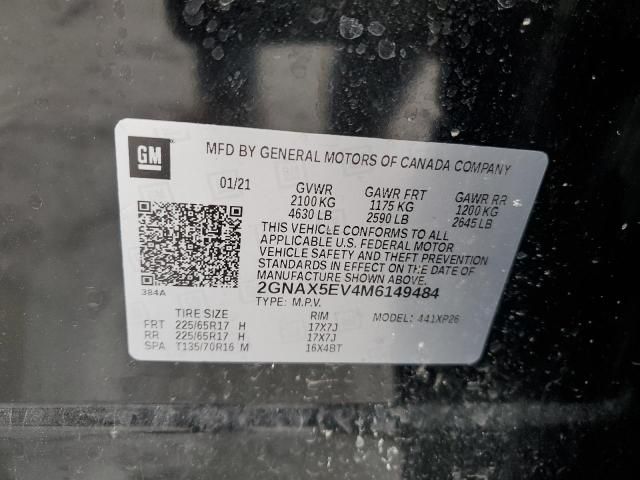 GM
MFD BY GENERAL MOTORS OF CANADA COMPANY
01/21 GVWR GAWR FRT GAWR RR
2100 KG 1175 KG 1200 KG
4630 LB 2590 LB 2645 LB
THIS VEHICLE CONFORMS TO ALL
APPLICABLE U.S. FEDERAL MOTOR
VEHICLE SAFETY AND THEFT PREVENTION
STANDARDS IN EFFECT ON THE DATE OF
MANUFACTURE SHOWN ABOVE.
384A 2GNAX5EV4M6149484
TYPE: M.P.V.
TIRE SIZE RIM MODEL: 441XP26
FRT 225/65R17 H 17X7J
RR 225/65R17 H 17X7J
SPA T135/70R16 M 16X4BT